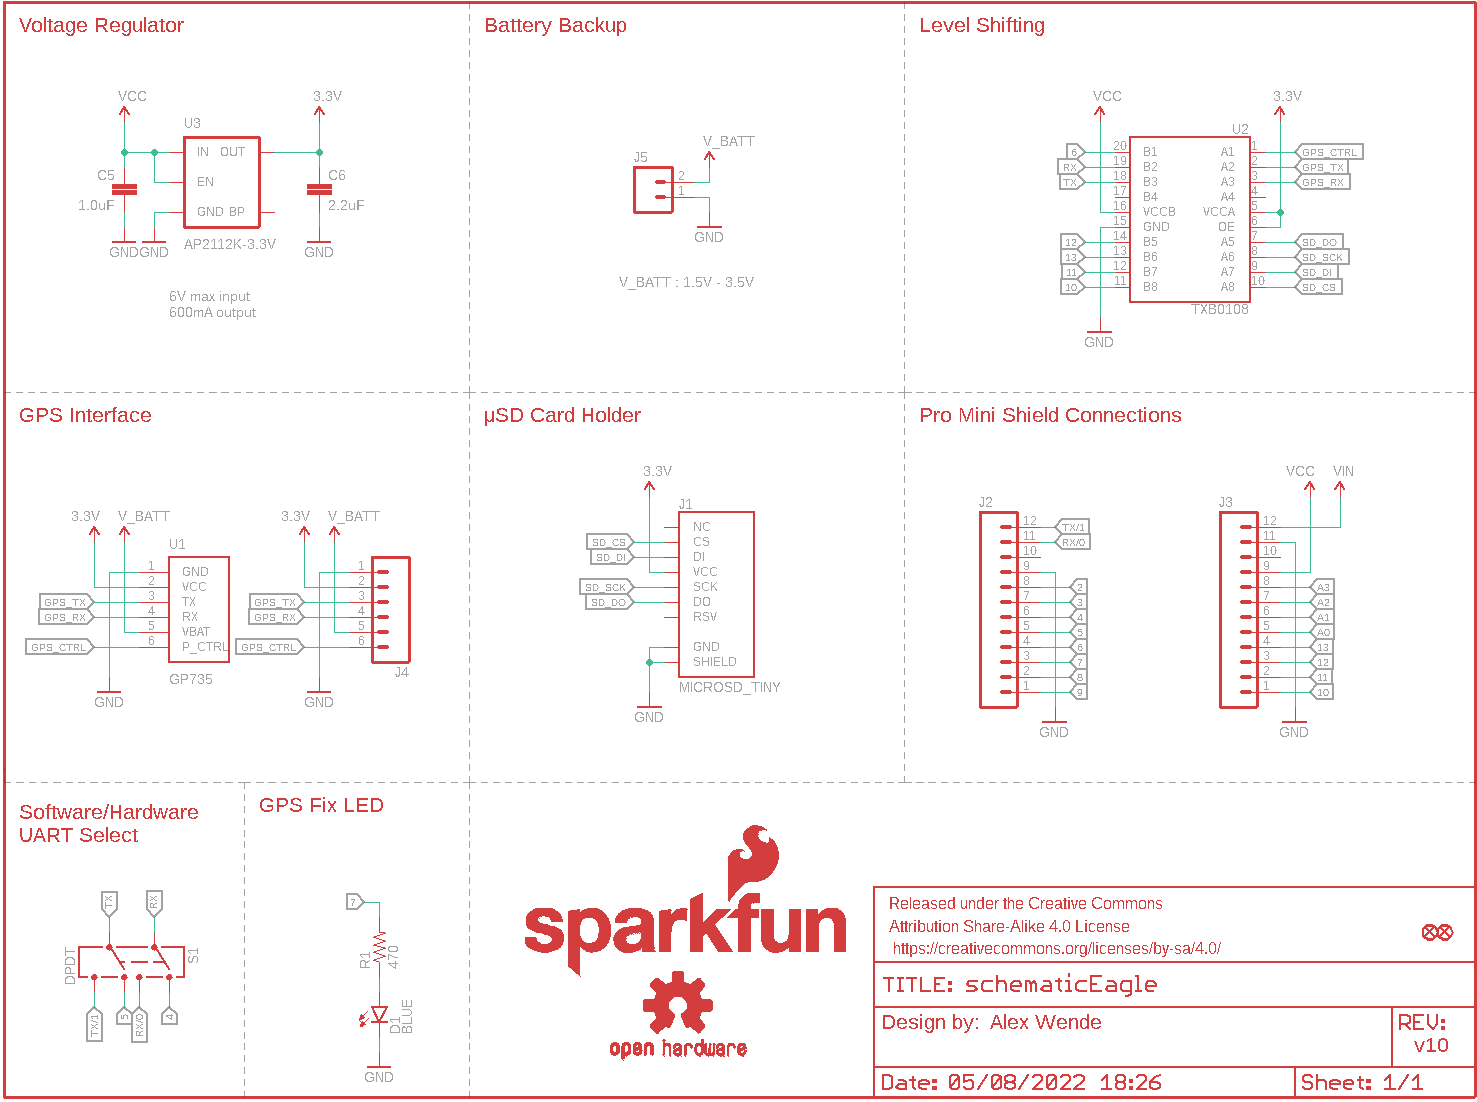 Voltage Regulator
VCC
3.3V
U3
IN OUT
EN
GND BP
C5
1.0uF
C6
2.2uF
GND
GND
AP2112K-3.3V
GND
6V max input
600mA output
Battery Backup
V_BATT
J5
2
1
GND
V_BATT : 1.5V - 3.5V
Level Shifting
VCC
3.3V
U2
6 20 B1 A1 1 GPS_CTRL
RX 19 B2 A2 2 GPS_TX
TX 18 B3 A3 3 GPS_RX
17 B4 A4 4
16 VCCB VCCA 5
15 GND OE 6
12 14 B5 A5 7 SD_DO
13 13 B6 A6 8 SD_SCK
11 12 B7 A7 9 SD_DI
10 11 B8 A8 10 SD_CS
TXB0108
GND
GPS Interface
3.3V V_BATT
U1
1 GND
2 VCC
GPS_TX 3 TX
GPS_RX 4 RX
5 VBAT
GPS_CTRL 6 P_CTRL
GP735
GND
3.3V V_BATT
1
2
GPS_TX 3
GPS_RX 4
5
GPS_CTRL 6
J4
GND
µSD Card Holder
3.3V
J1
NC
SD_CS CS
SD_DI DI
VCC
SD_SCK SCK
SD_DO DO
RSV
GND
SHIELD
MICROSD_TINY
GND
Pro Mini Shield Connections
J2
12 TX/1
11 RX/0
10
9
8 2
7 3
6 4
5 5
4 6
3 7
2 8
1 9
GND
VCC VIN
J3
12
11
10
9
8 A3
7 A2
6 A1
5 A0
4 13
3 12
2 11
1 10
GND
Software/Hardware
UART Select
TX
RX
DPDT
S1
TX/1
5
RX/0
4
GPS Fix LED
7
R1
470
D1
BLUE
GND
sparkfun
open hardware
Released under the Creative Commons
Attribution Share-Alike 4.0 License
https://creativecommons.org/licenses/by-sa/4.0/
TITLE: schematicEagle
Design by: Alex Wende
REV:
v10
Date: 05/08/2022 18:26
Sheet: 1/1